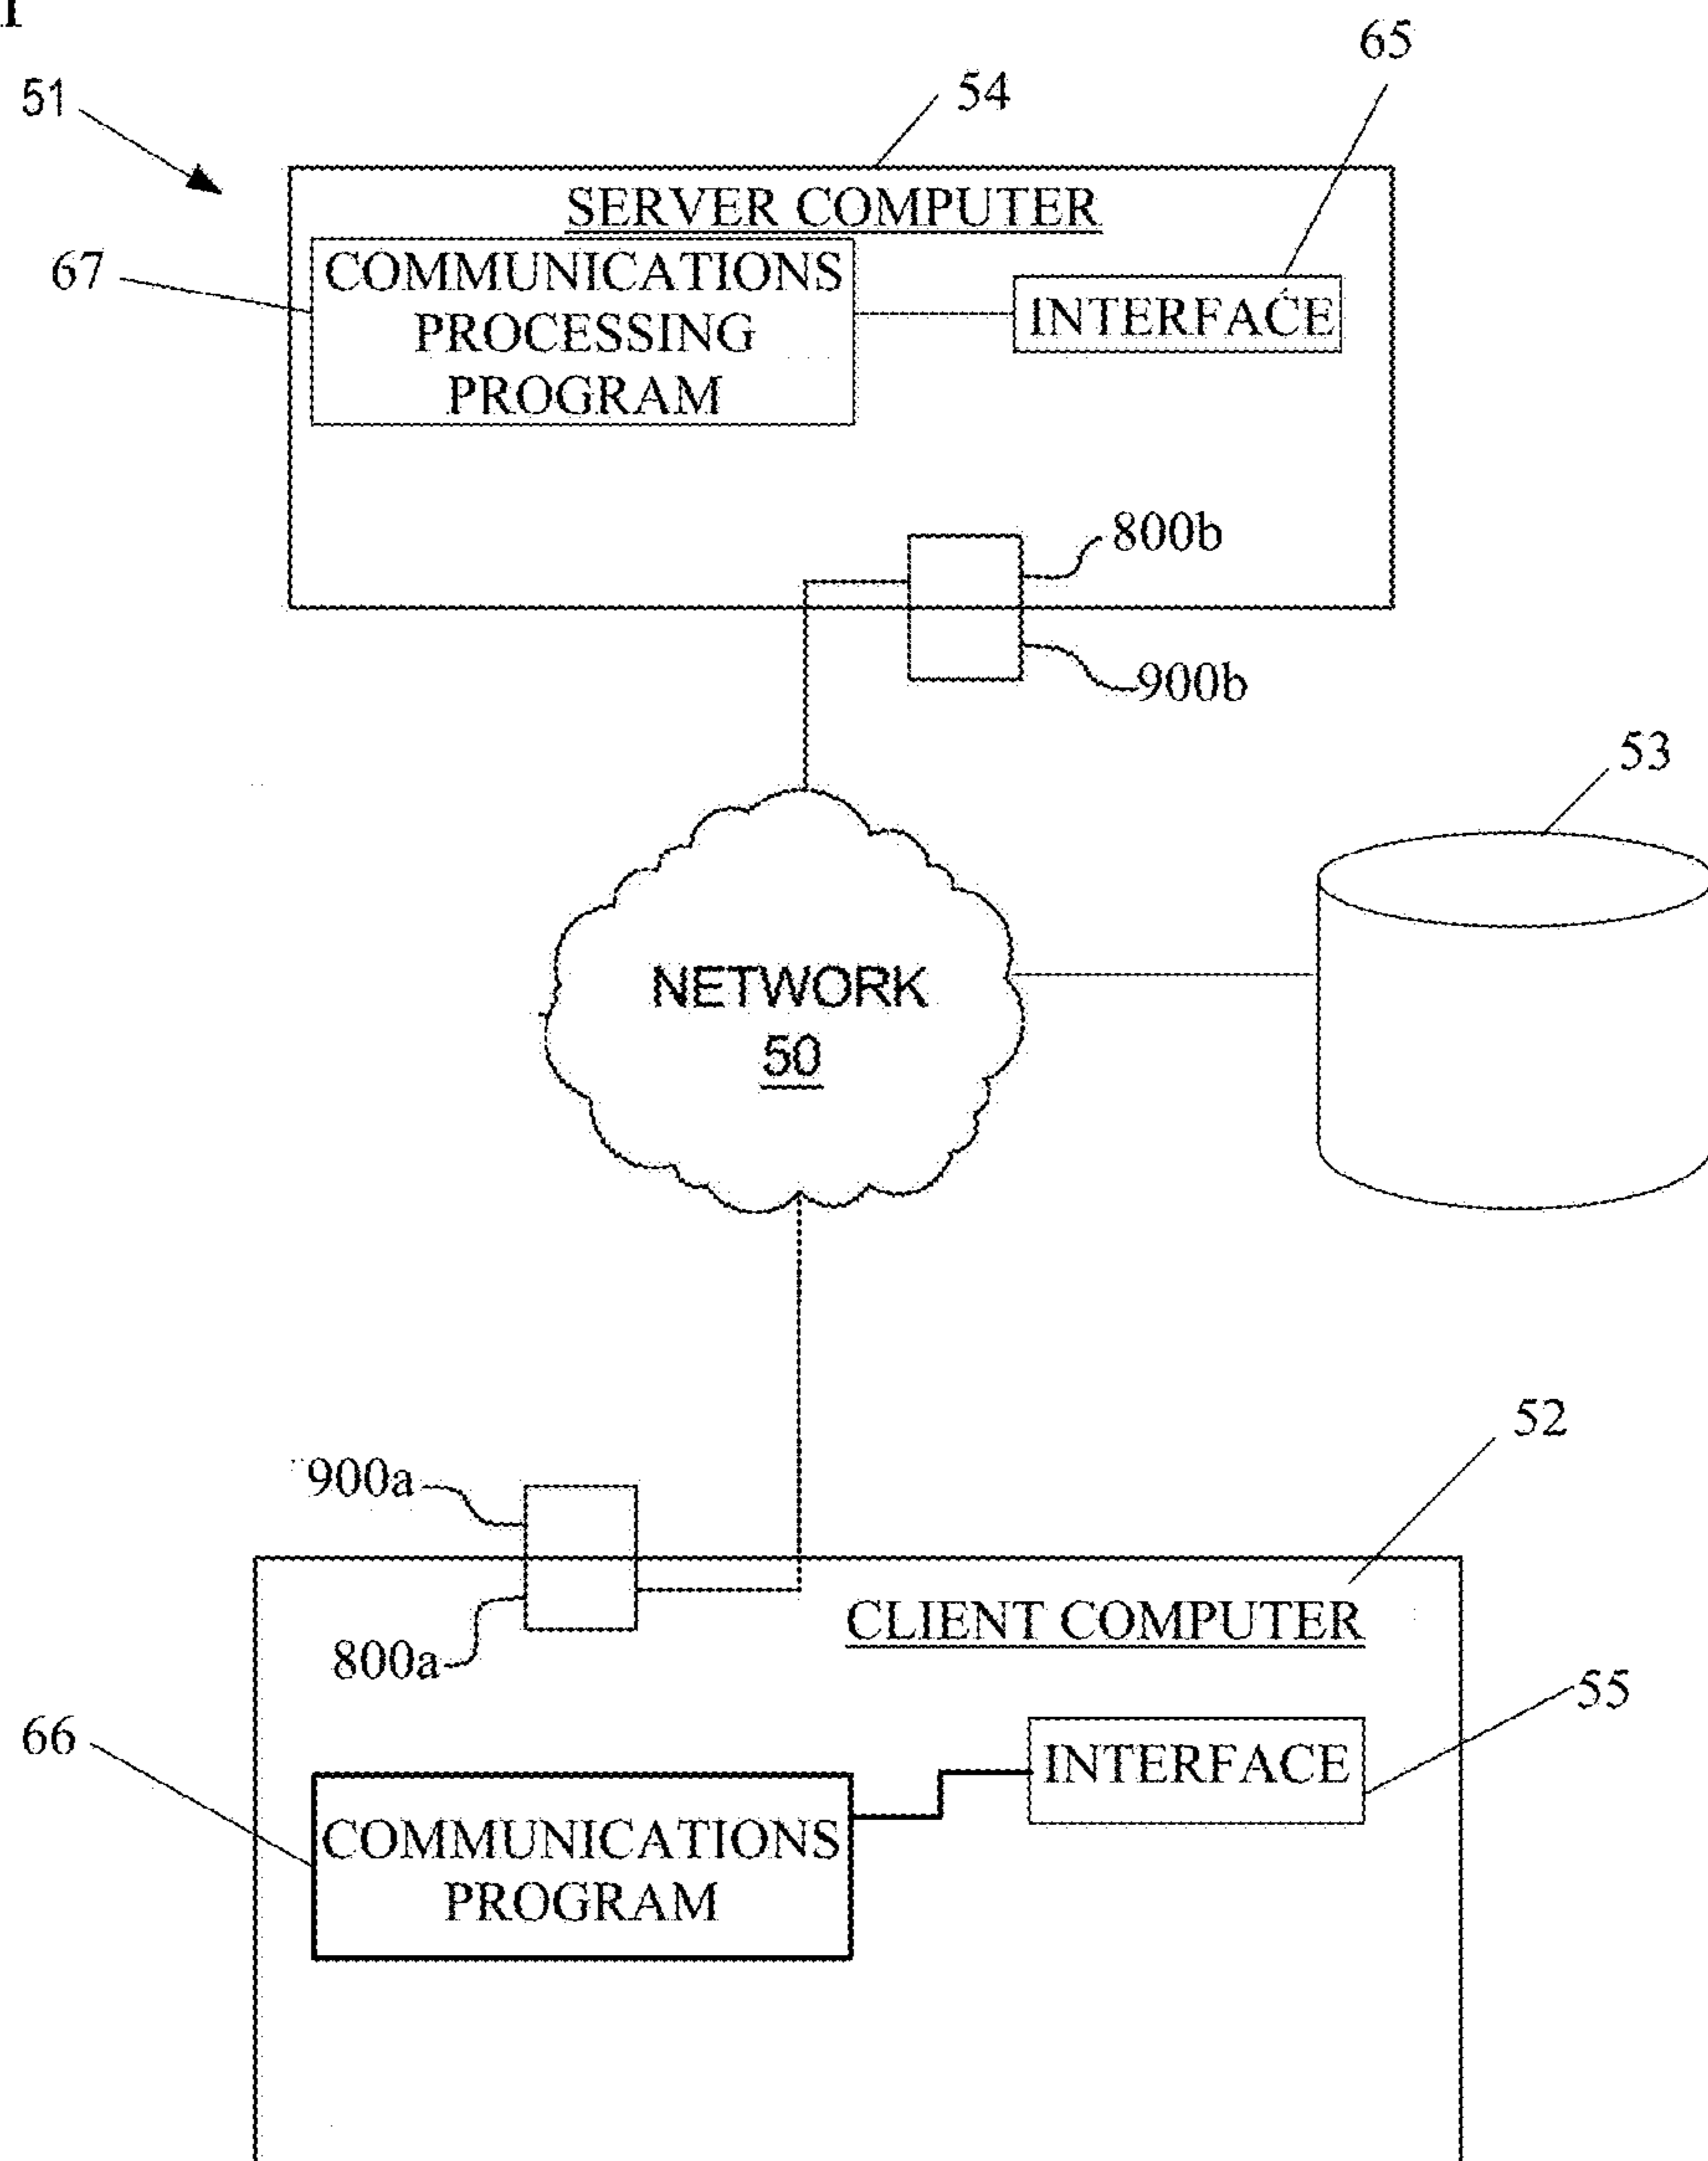 65
51
54
SERVER COMPUTER
67
COMMUNICATIONS
PROCESSING
PROGRAM
INTERFACE
800b
900b
53
NETWORK
50
52
900a
CLIENT COMPUTER
800a
55
66
INTERFACE
COMMUNICATIONS
PROGRAM